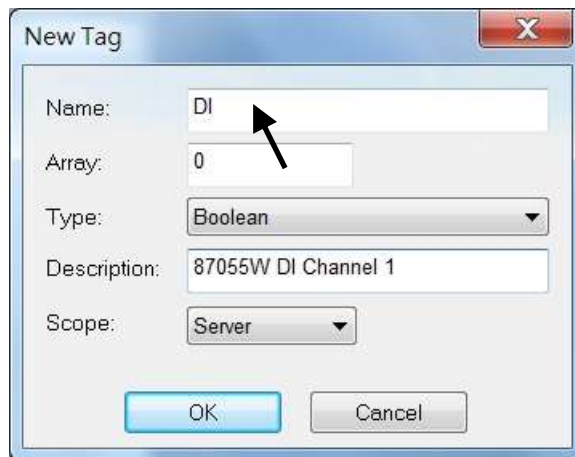 New Tag
Name: DI
Array: 0
Type: Boolean
Description: 87055W DI Channel 1
Scope: Server
OK Cancel